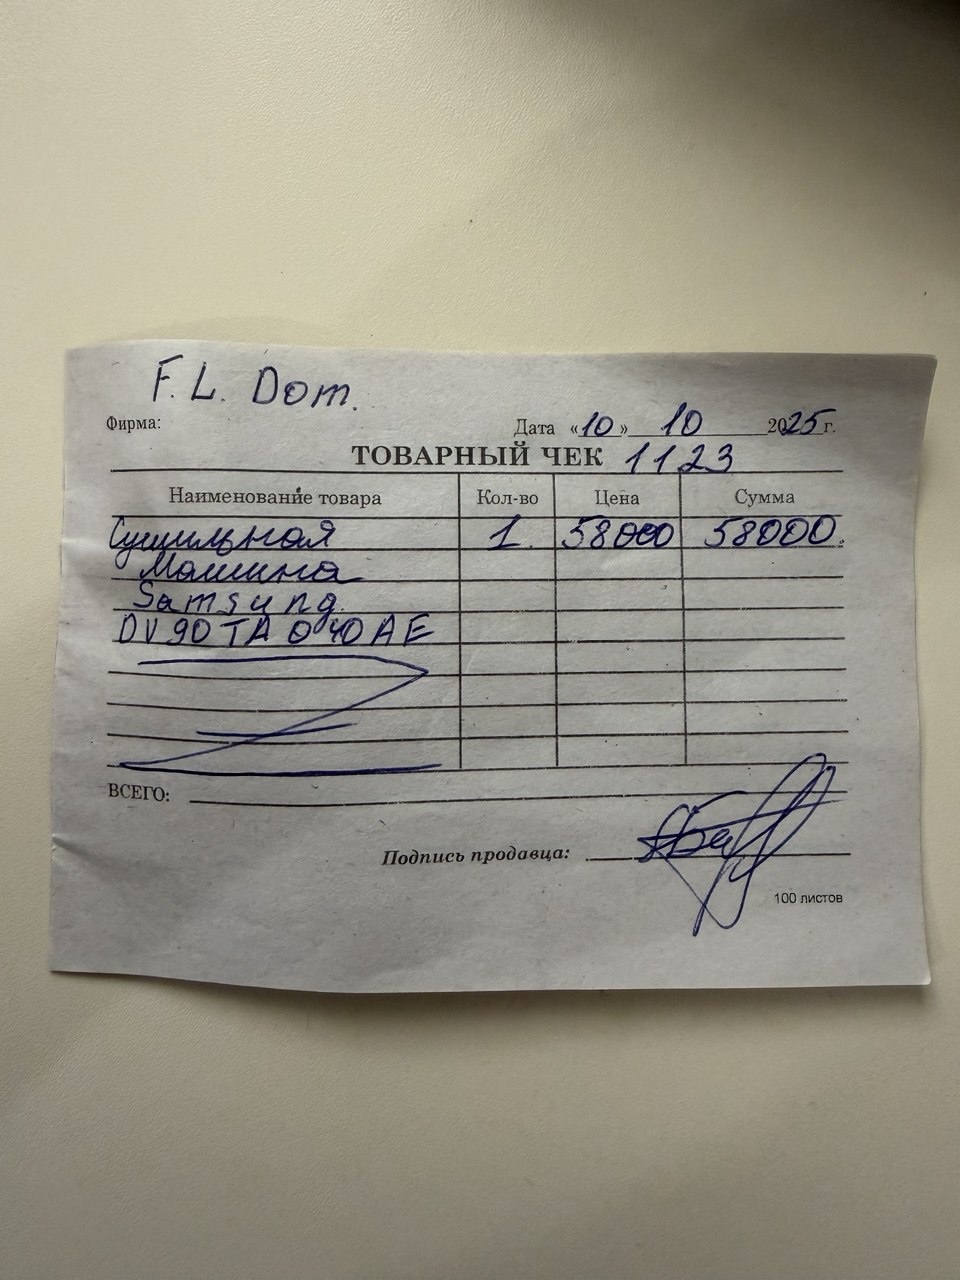 F. L. Dom.
Фирма: Дата «10» 10 2025 г.
ТОВАРНЫЙ ЧЕК 1123
Наименование товара Кол-во Цена Сумма
Сушильная 1. 58000 58000.
Машина
Samsung.
DV90TA040AE
ВСЕГО:
Подпись продавца:
100 листов